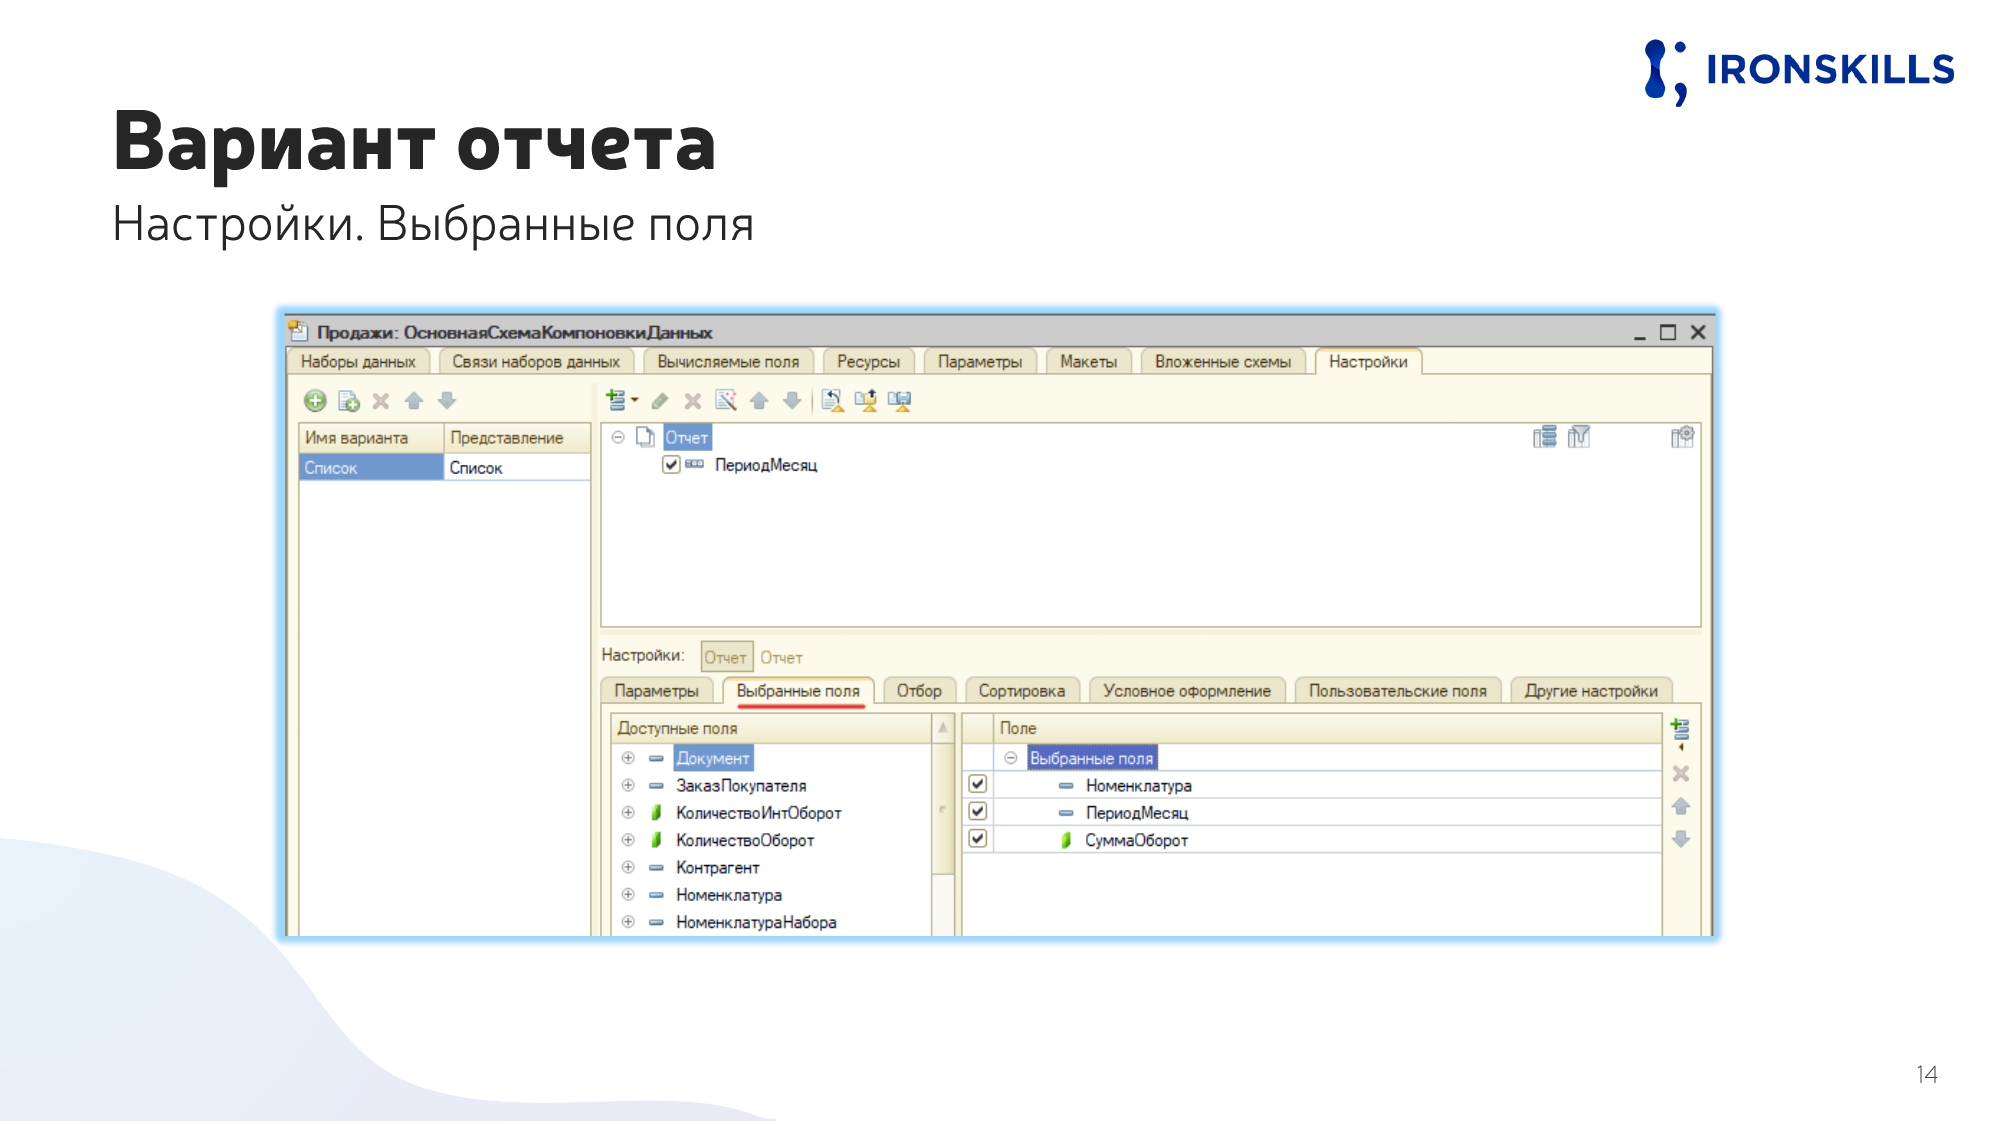 IRONSKILLS
Вариант отчета
Настройки. Выбранные поля
Продажи: ОсновнаяСхемаКомпоновкиДанных
Наборы данных Связи наборов данных Вычисляемые поля Ресурсы Параметры Макеты Вложенные схемы Настройки
Имя варианта Представление
Список Список
Отчет
ПериодМесяц
Настройки: Отчет Отчет
Параметры Выбранные поля Отбор Сортировка Условное оформление Пользовательские поля Другие настройки
Доступные поля
Документ
ЗаказПокупателя
КоличествоИнтОборот
КоличествоОборот
Контрагент
Номенклатура
НоменклатураНабора
Поле
Выбранные поля
Номенклатура
ПериодМесяц
СуммаОборот
14